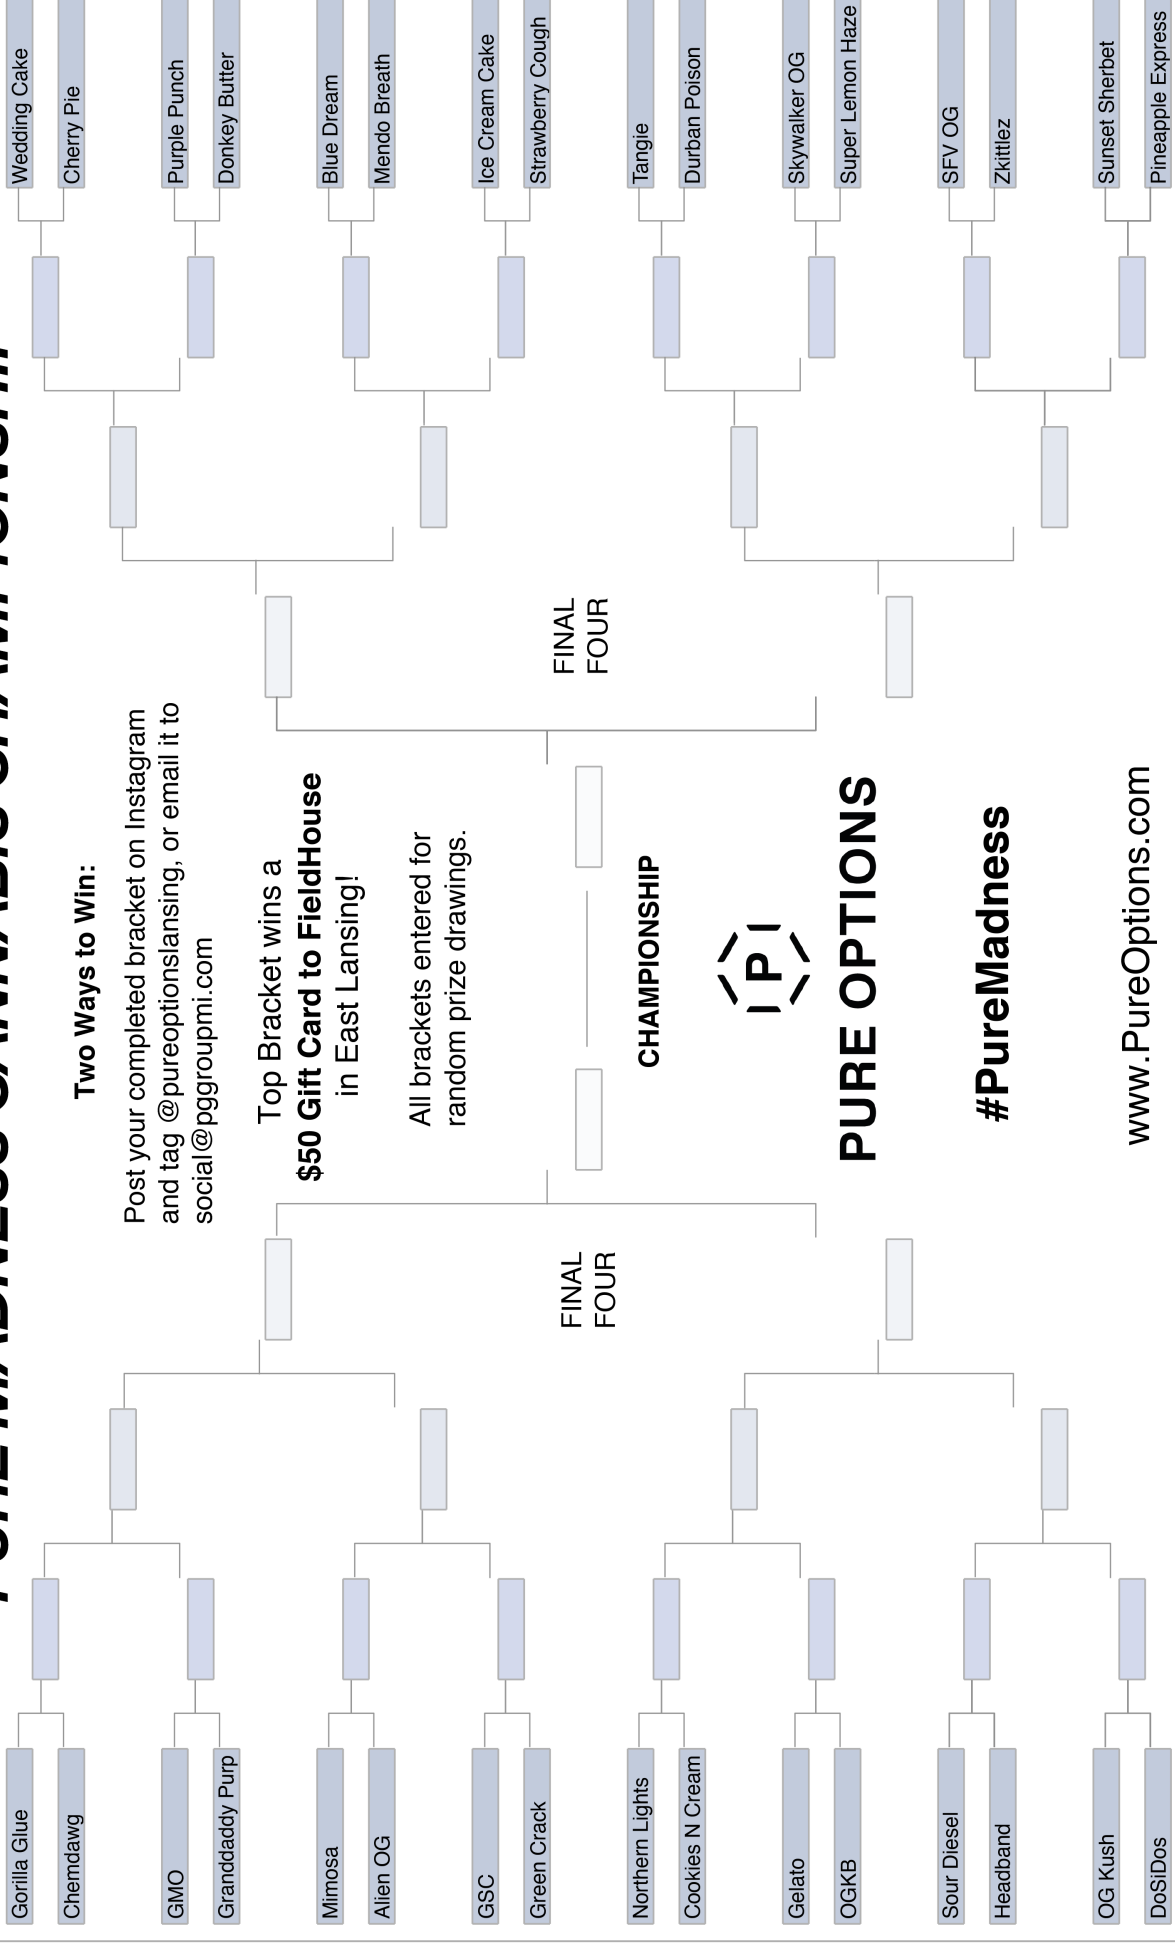 PURE MADNESS CANNABIS CHAMPIONSHIP
Gorilla Glue
Chemdawg
GMO
Granddaddy Purp
Mimosa
Alien OG
GSC
Green Crack
Northern Lights
Cookies N Cream
Gelato
OGKB
Sour Diesel
Headband
OG Kush
DoSiDos
FINAL
FOUR
Two Ways to Win:
Post your completed bracket on Instagram
and tag @pureoptionslansing, or email it to
social@pggroupmi.com
Top Bracket wins a
$50 Gift Card to FieldHouse
in East Lansing!
All brackets entered for
random prize drawings.
CHAMPIONSHIP
P
PURE OPTIONS
#PureMadness
www.PureOptions.com
FINAL
FOUR
Wedding Cake
Cherry Pie
Purple Punch
Donkey Butter
Blue Dream
Mendo Breath
Ice Cream Cake
Strawberry Cough
Tangie
Durban Poison
Skywalker OG
Super Lemon Haze
SFV OG
Zkittlez
Sunset Sherbet
Pineapple Express